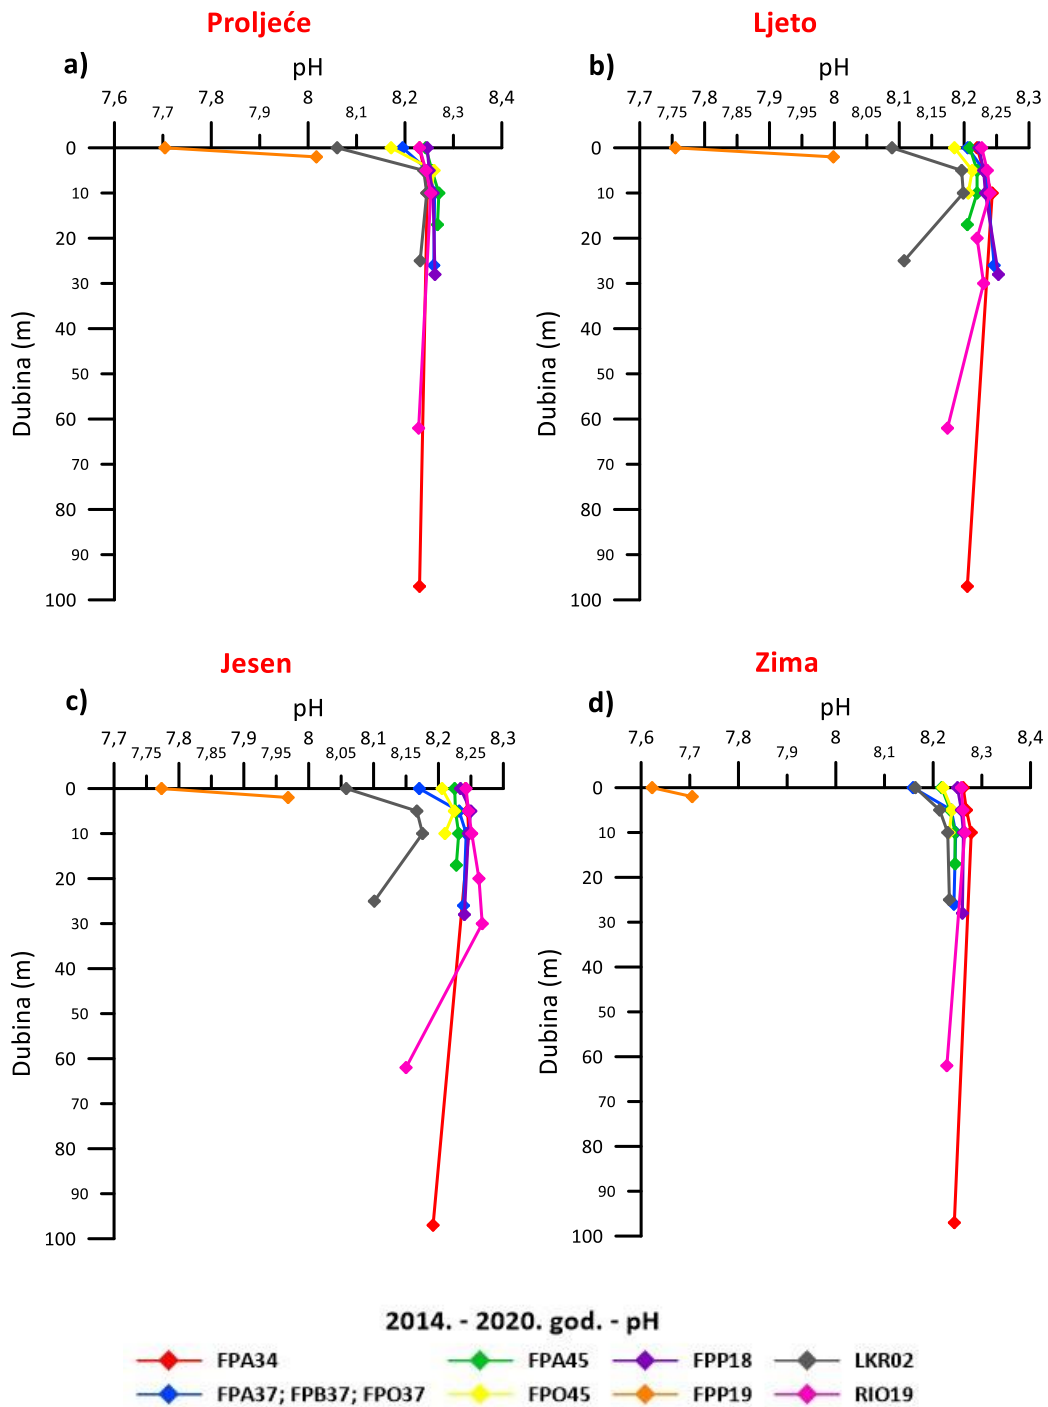 Proljeće
a)
pH
7,6 7,8 8 8,2 8,4
7,7 7,9 8,1 8,3
0
10
20
30
40
50
60
70
80
90
100
Dubina (m)
Ljeto
b)
pH
7,7 7,8 7,9 8 8,1 8,2 8,3
7,75 7,85 7,95 8,05 8,15 8,25
0
10
20
30
40
50
60
70
80
90
100
Dubina (m)
Jesen
c)
pH
7,7 7,8 7,9 8 8,1 8,2 8,3
7,75 7,85 7,95 8,05 8,15 8,25
0
10
20
30
40
50
60
70
80
90
100
Dubina (m)
Zima
d)
pH
7,6 7,8 8 8,2 8,4
7,7 7,9 8,1 8,3
0
10
20
30
40
50
60
70
80
90
100
Dubina (m)
2014. - 2020. god. - pH
FPA34 FPA45 FPP18 LKR02
FPA37; FPB37; FPO37 FPO45 FPP19 RIO19